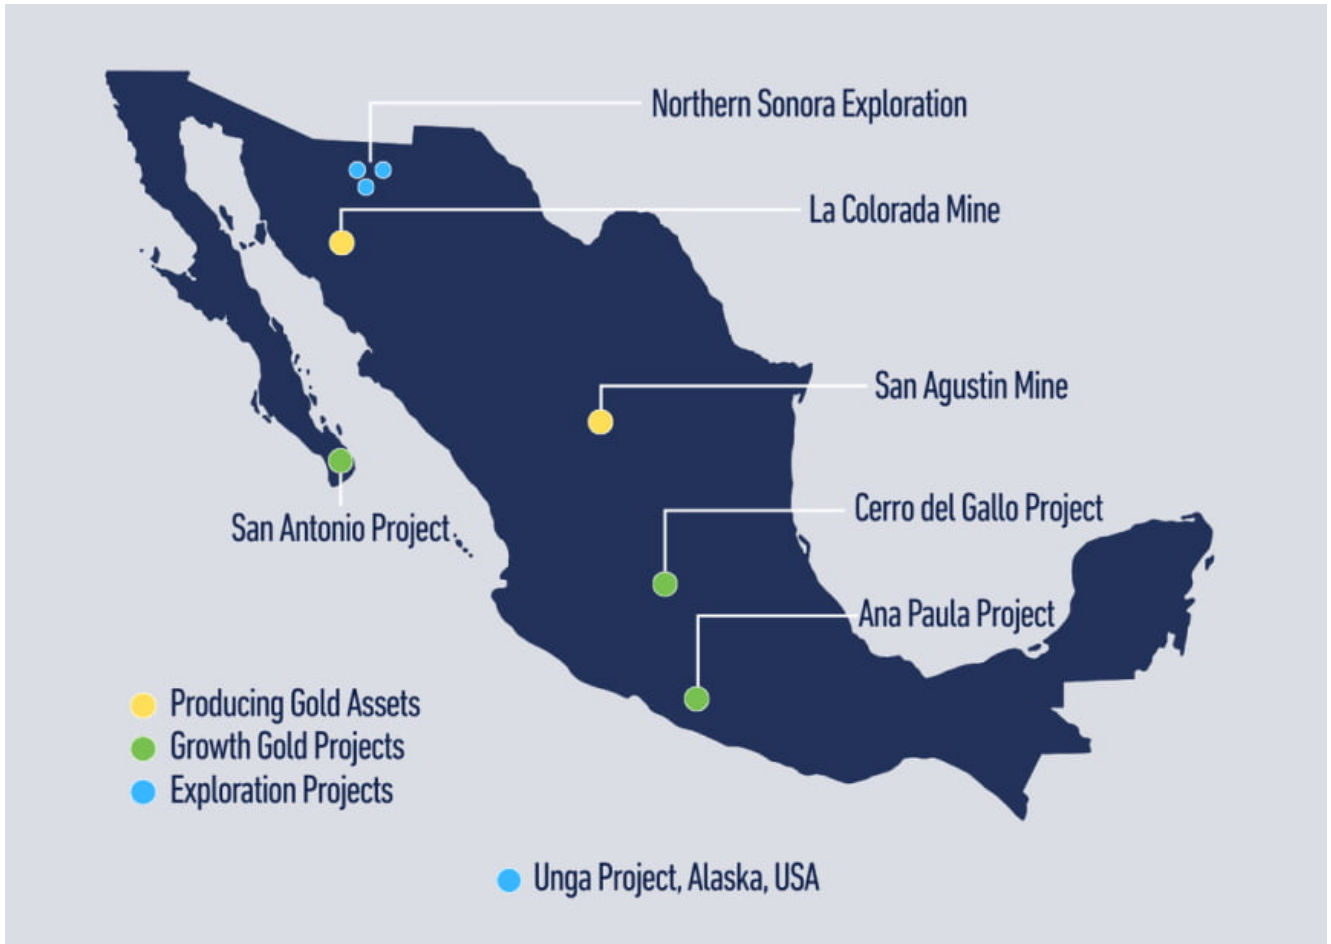 Northern Sonora Exploration
La Colorada Mine
San Agustin Mine
Cerro del Gallo Project
San Antonio Project
Ana Paula Project
Producing Gold Assets
Growth Gold Projects
Exploration Projects
Unga Project, Alaska, USA